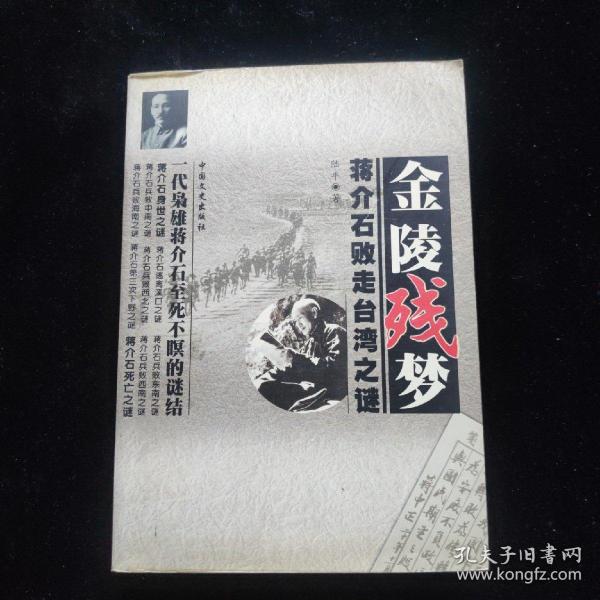 金陵残梦
蒋介石败走台湾之谜
陆平 著
中国文史出版社
一代枭雄蒋介石至死不瞑的谜结
蒋介石身世之谜
蒋介石逃离溪口之谜
蒋介石兵败东南之谜
蒋介石兵败中南之谜
蒋介石兵败西北之谜
蒋介石兵败西南之谜
蒋介石兵败海南之谜
蒋介石第三次下野之谜
蒋介石死亡之谜
蒋中正
孔夫子旧书网
www.kongfz.com